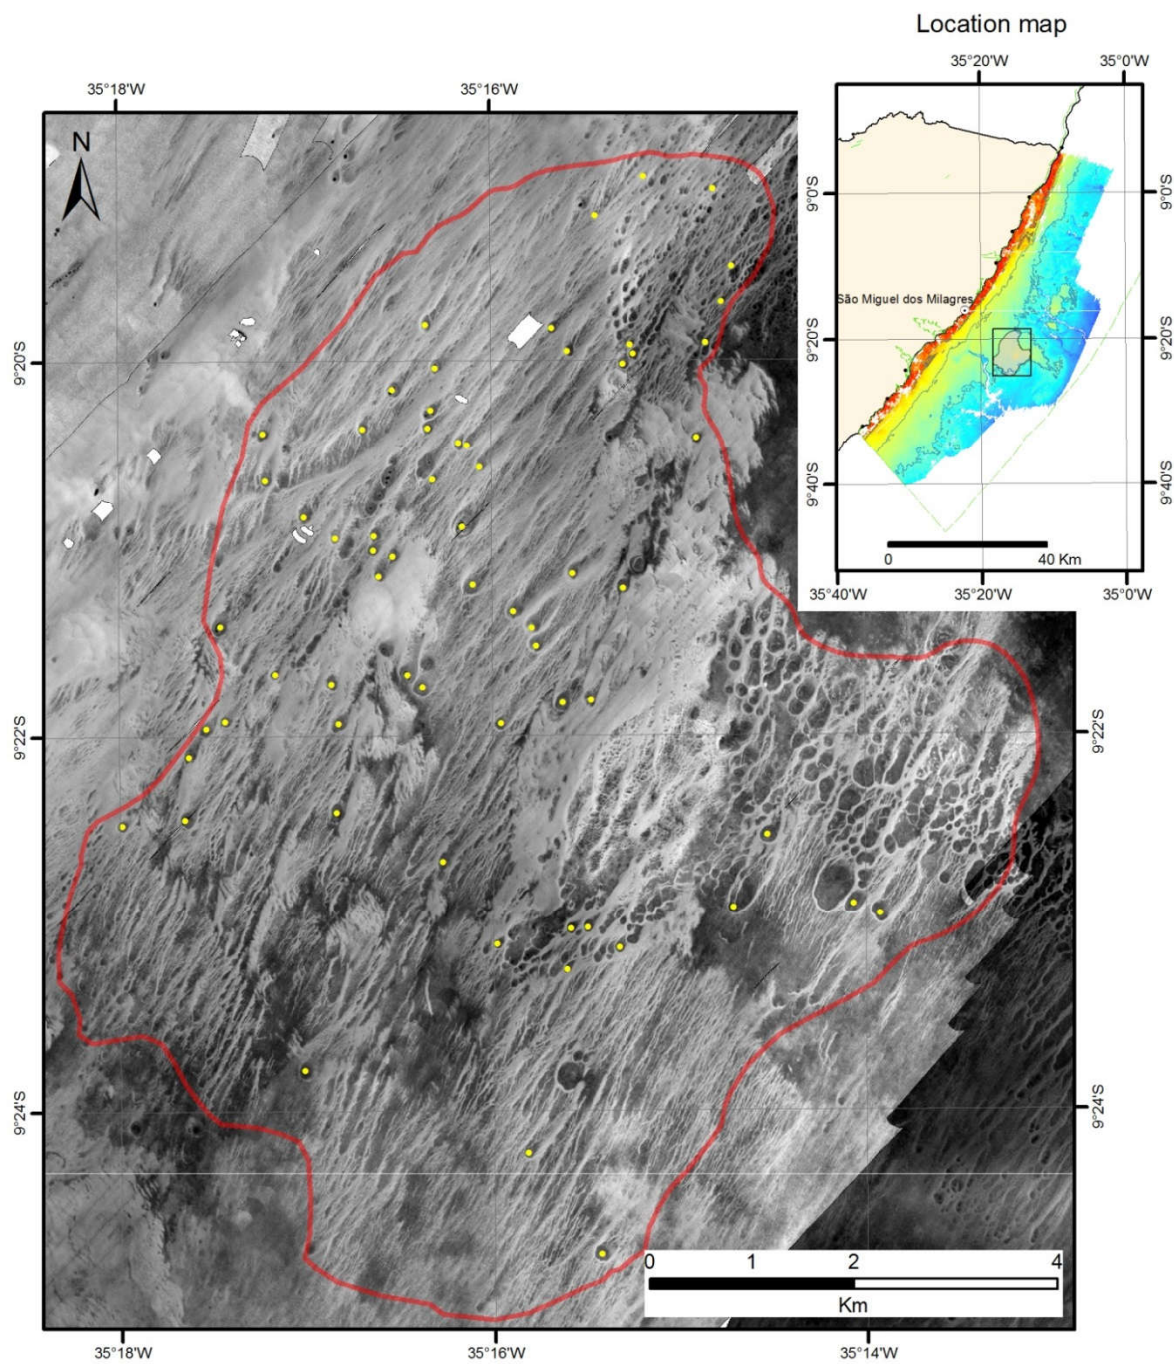 Location map
35°20'W 35°0'W
35°18'W 35°16'W
N
9°0'S 9°0'S
São Miguel dos Milagres
9°20'S 9°20'S
9°20'S
9°40'S 9°40'S
0 40 Km
35°40'W 35°20'W 35°0'W
9°22'S 9°22'S
9°24'S 9°24'S
0 1 2 4
Km
35°18'W 35°16'W 35°14'W